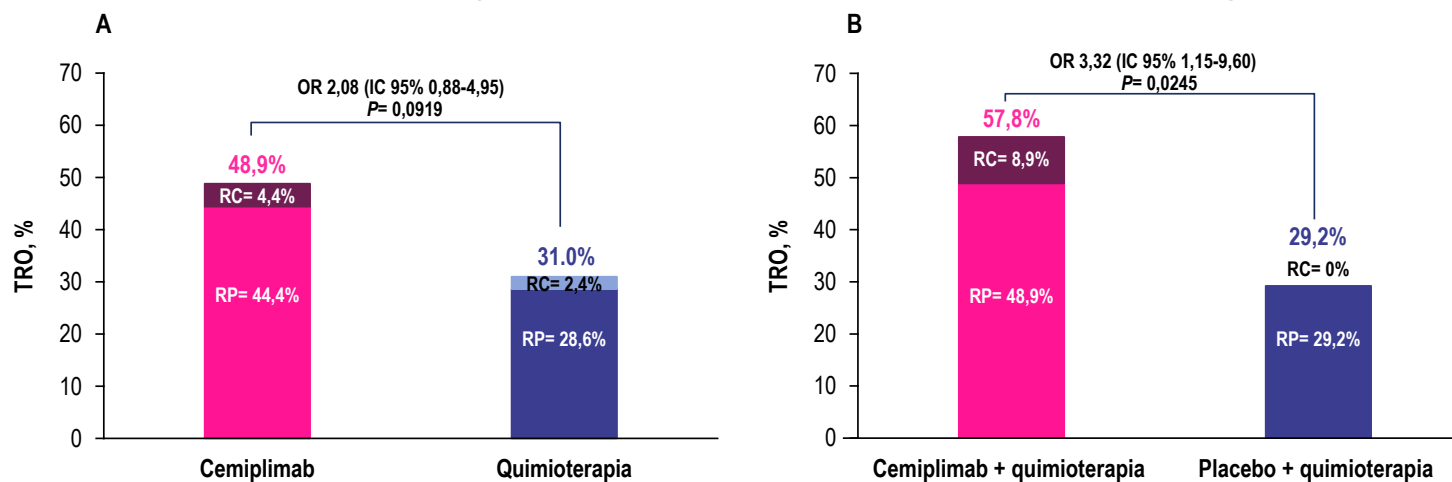 A
OR 2,08 (IC 95% 0,88-4,95)
P= 0,0919
TRO, %
70
60
50
40
30
20
10
0
48,9%
RC= 4,4%
RP= 44,4%
31.0%
RC= 2,4%
RP= 28,6%
Cemiplimab
Quimioterapia
B
OR 3,32 (IC 95% 1,15-9,60)
P= 0,0245
TRO, %
70
60
50
40
30
20
10
0
57,8%
RC= 8,9%
RP= 48,9%
29,2%
RC= 0%
RP= 29,2%
Cemiplimab + quimioterapia
Placebo + quimioterapia